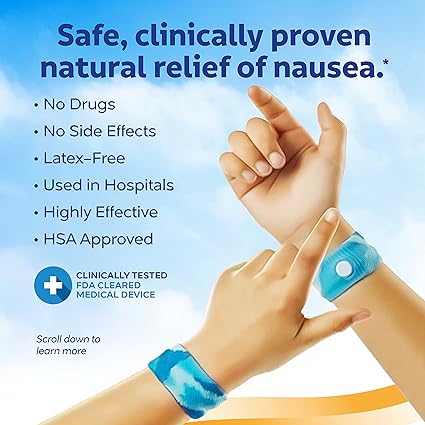 Safe, clinically proven
natural relief of nausea.*
• No Drugs
• No Side Effects
• Latex-Free
• Used in Hospitals
• Highly Effective
• HSA Approved
CLINICALLY TESTED
FDA CLEARED
MEDICAL DEVICE
Scroll down to
learn more